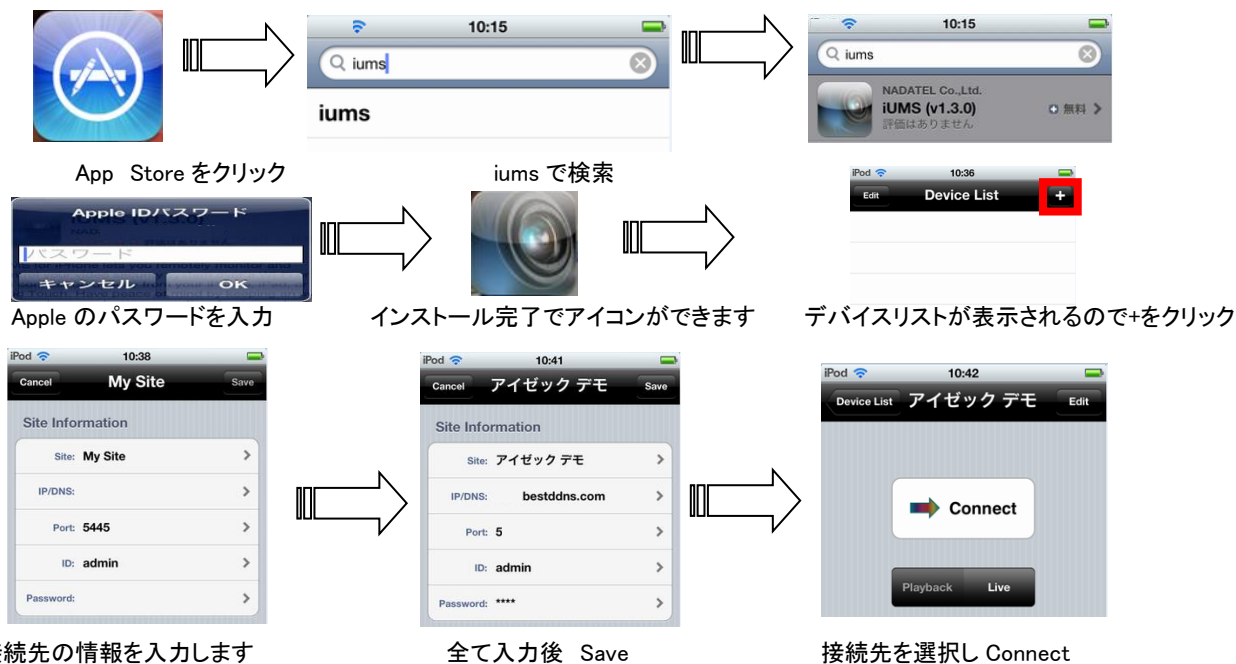 10:15
iums
iums
10:15
iums
NADATEL Co.,Ltd.
iUMS (v1.3.0)
無料
評価はありません
App Store をクリック
iums で検索
Apple IDパスワード
パスワード
キャンセル OK
iPod 10:36
Edit Device List +
Apple のパスワードを入力
インストール完了でアイコンができます
デバイスリストが表示されるので+をクリック
iPod 10:38
Cancel My Site Save
Site Information
Site: My Site
IP/DNS:
Port: 5445
ID: admin
Password:
iPod 10:41
Cancel アイゼック デモ Save
Site Information
Site: アイゼック デモ
IP/DNS: bestddns.com
Port: 5
ID: admin
Password: ****
iPod 10:42
Device List アイゼック デモ Edit
Connect
Playback Live
続先の情報を入力します
全て入力後 Save
接続先を選択し Connect